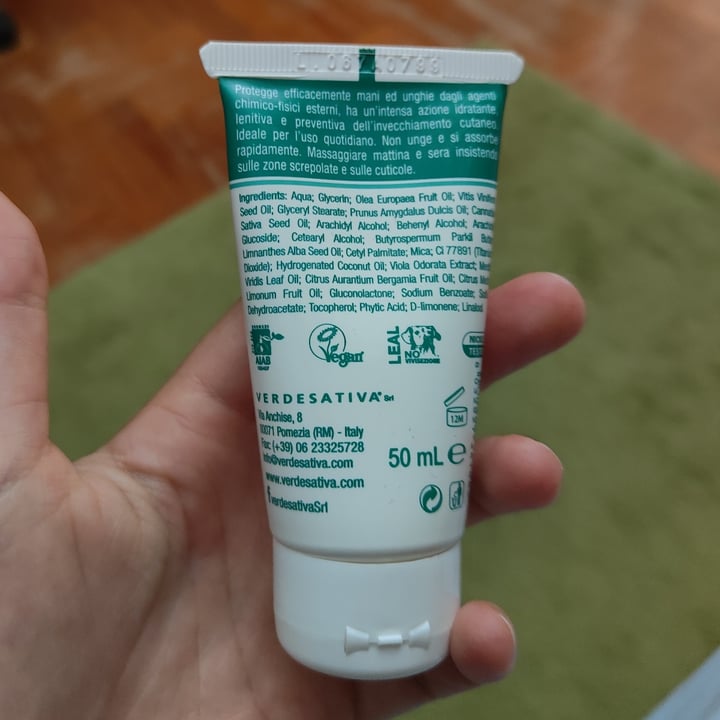 L. 067A0793
Protegge efficacemente mani ed unghie dagli agenti
chimico-fisici esterni, ha un'intensa azione idratante
lenitiva e preventiva dell'invecchiamento cutaneo.
Ideale per l'uso quotidiano. Non unge e si assorbe
rapidamente. Massaggiare mattina e sera insistendo
sulle zone screpolate e sulle cuticole.
Ingredients: Aqua; Glycerin; Olea Europaea Fruit Oil; Vitis Vinifera
Seed Oil; Glyceryl Stearate; Prunus Amygdalus Dulcis Oil; Cannabis
Sativa Seed Oil; Arachidyl Alcohol; Behenyl Alcohol; Arachidyl
Glucoside; Cetearyl Alcohol; Butyrospermum Parkii Butter
Limnanthes Alba Seed Oil; Cetyl Palmitate; Mica; CI 77891 (Titanium
Dioxide); Hydrogenated Coconut Oil; Viola Odorata Extract;
Viridis Leaf Oil; Citrus Aurantium Bergamia Fruit Oil; Citrus
Limonum Fruit Oil; Gluconolactone; Sodium Benzoate;
Dehydroacetate; Tocopherol; Phytic Acid; D-limonene; Linalool
AIAB
Vegan
LEAL
NO
VIVISEZIONE
VERDESATIVA® Srl
Via Anchise, 8
00071 Pomezia (RM) - Italy
Fax: (+39) 06 23325728
info@verdesativa.com
www.verdesativa.com
f verdesativaSrl
12M
50 mL e